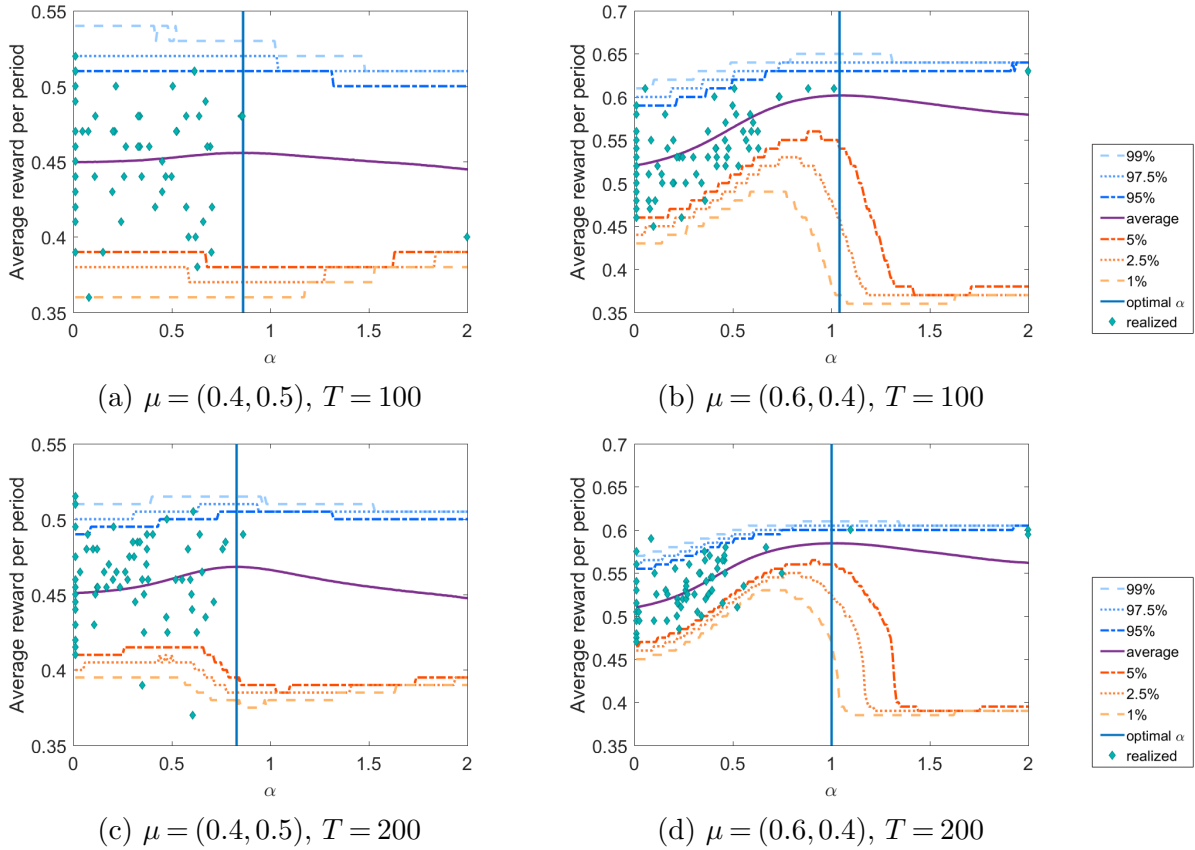 0.55
0.5
0.45
0.4
0.35
Average reward per period
0 0.5 1 1.5 2
α
(a) μ = (0.4, 0.5), T = 100
0.7
0.65
0.6
0.55
0.5
0.45
0.4
0.35
Average reward per period
0 0.5 1 1.5 2
α
(b) μ = (0.6, 0.4), T = 100
99%
97.5%
95%
average
5%
2.5%
1%
optimal α
realized
0.55
0.5
0.45
0.4
0.35
Average reward per period
0 0.5 1 1.5 2
α
(c) μ = (0.4, 0.5), T = 200
0.7
0.65
0.6
0.55
0.5
0.45
0.4
0.35
Average reward per period
0 0.5 1 1.5 2
α
(d) μ = (0.6, 0.4), T = 200
99%
97.5%
95%
average
5%
2.5%
1%
optimal α
realized